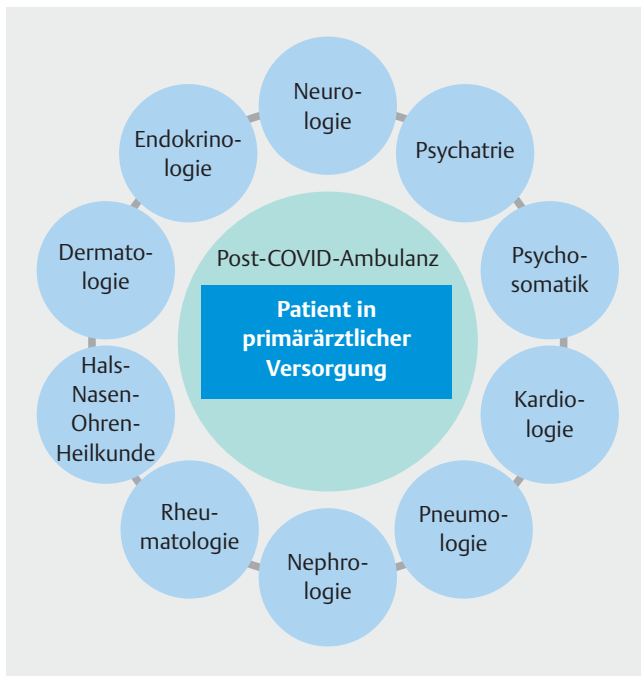 Neuro-
logie
Psychatrie
Psycho-
somatik
Kardio-
logie
Pneumo-
logie
Nephro-
logie
Rheu-
matologie
Hals-
Nasen-
Ohren-
Heilkunde
Dermato-
logie
Endokrino-
logie
Post-COVID-Ambulanz
Patient in
primärärztlicher
Versorgung